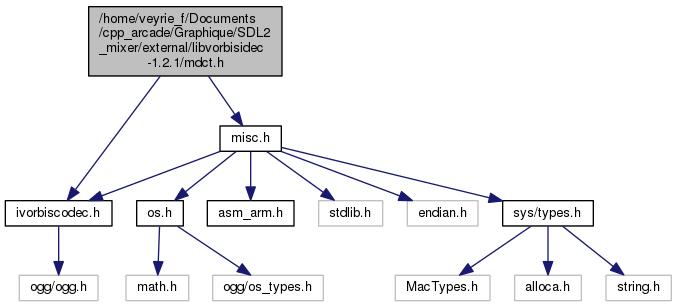 /home/veyrie_f/Documents
/cpp_arcade/Graphique/SDL2
_mixer/external/libvorbisidec
-1.2.1/mdct.h
misc.h
ivorbiscodec.h
os.h
asm_arm.h
stdlib.h
endian.h
sys/types.h
ogg/ogg.h
math.h
ogg/os_types.h
MacTypes.h
alloca.h
string.h